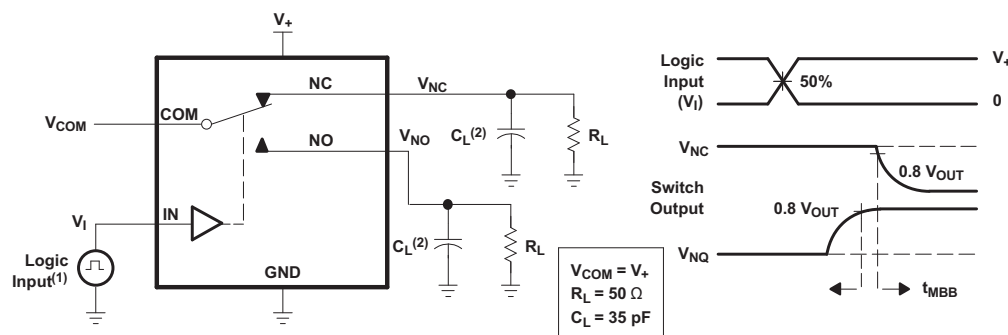 V+
NC
VNC
COM
VCOM
CL(2)
RL
NO
VNO
VI
IN
CL(2)
RL
Logic
Input(1)
GND
VCOM = V+
RL = 50 Ω
CL = 35 pF
Logic
Input
(VI)
V+
50%
0
VNC
0.8 VOUT
Switch
Output
0.8 VOUT
VNQ
tMBB